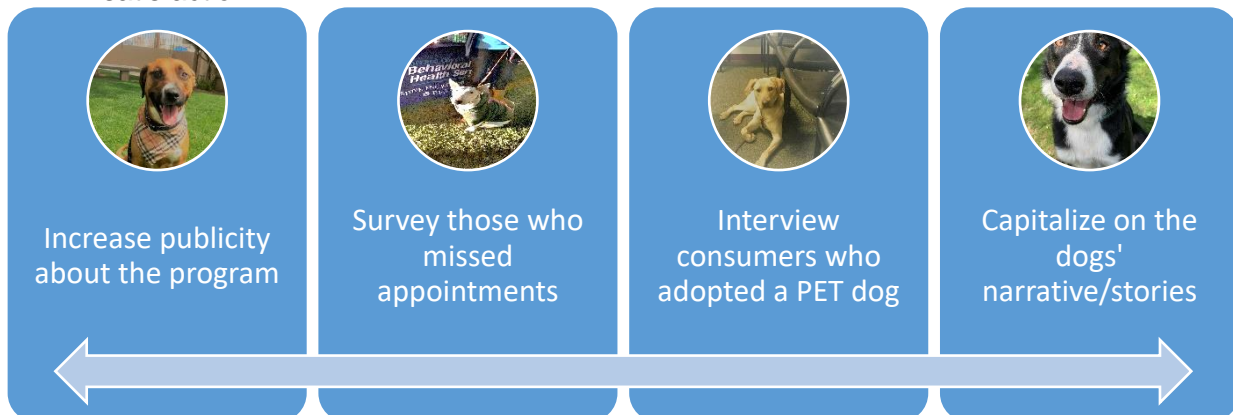 Increase publicity
about the program
Behavioral
Health
Survey those who
missed
appointments
Interview
consumers who
adopted a PET dog
Capitalize on the
dogs'
narrative/stories